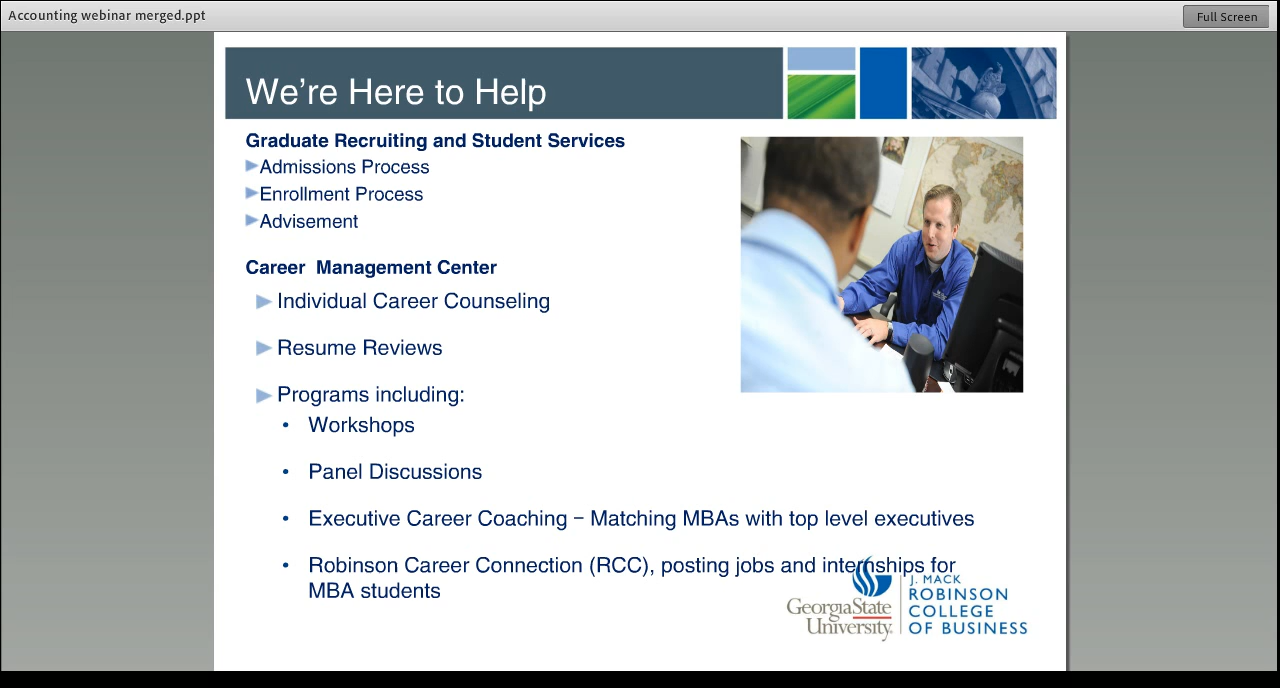 Accounting webinar merged.ppt
Full Screen
We're Here to Help
Graduate Recruiting and Student Services
Admissions Process
Enrollment Process
Advisement
Career  Management Center
Individual Career Counseling
Resume Reviews
Programs including:
• Workshops
• Panel Discussions
• Executive Career Coaching – Matching MBAs with top level executives
• Robinson Career Connection (RCC), posting jobs and internships for
MBA students
GeorgiaState
University.
J. MACK
ROBINSON
COLLEGE
OF BUSINESS